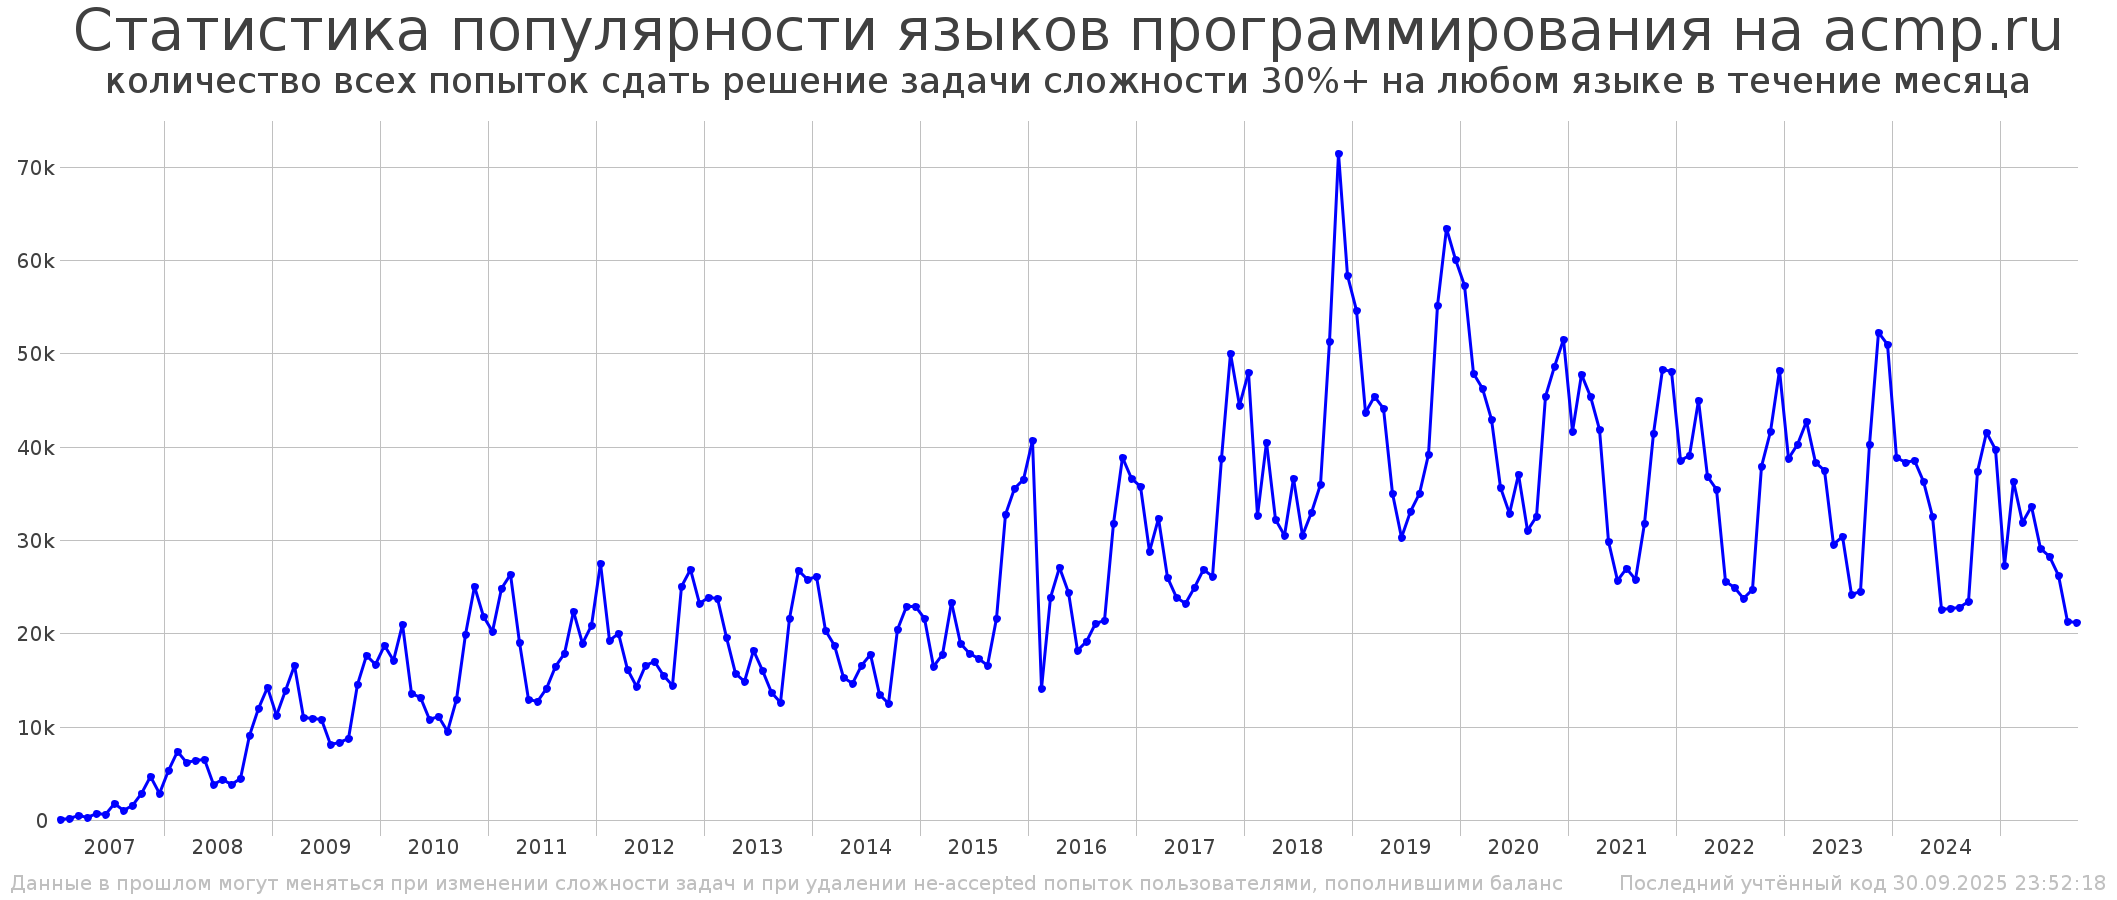 Статистика популярности языков программирования на acmp.ru
количество всех попыток сдать решение задачи сложности 30%+ на любом языке в течение месяца
70k
60k
50k
40k
30k
20k
10k
0
2007 2008 2009 2010 2011 2012 2013 2014 2015 2016 2017 2018 2019 2020 2021 2022 2023 2024
Данные в прошлом могут меняться при изменении сложности задач и при удалении не-accepted попыток пользователями, пополнившими баланс Последний учтённый код 30.09.2025 23:52:18